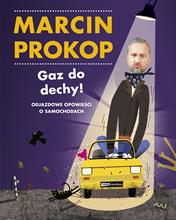 MARCIN
PROKOP
Gaz do
dechy!
ODJAZDOWE OPOWIEŚCI
O SAMOCHODACH